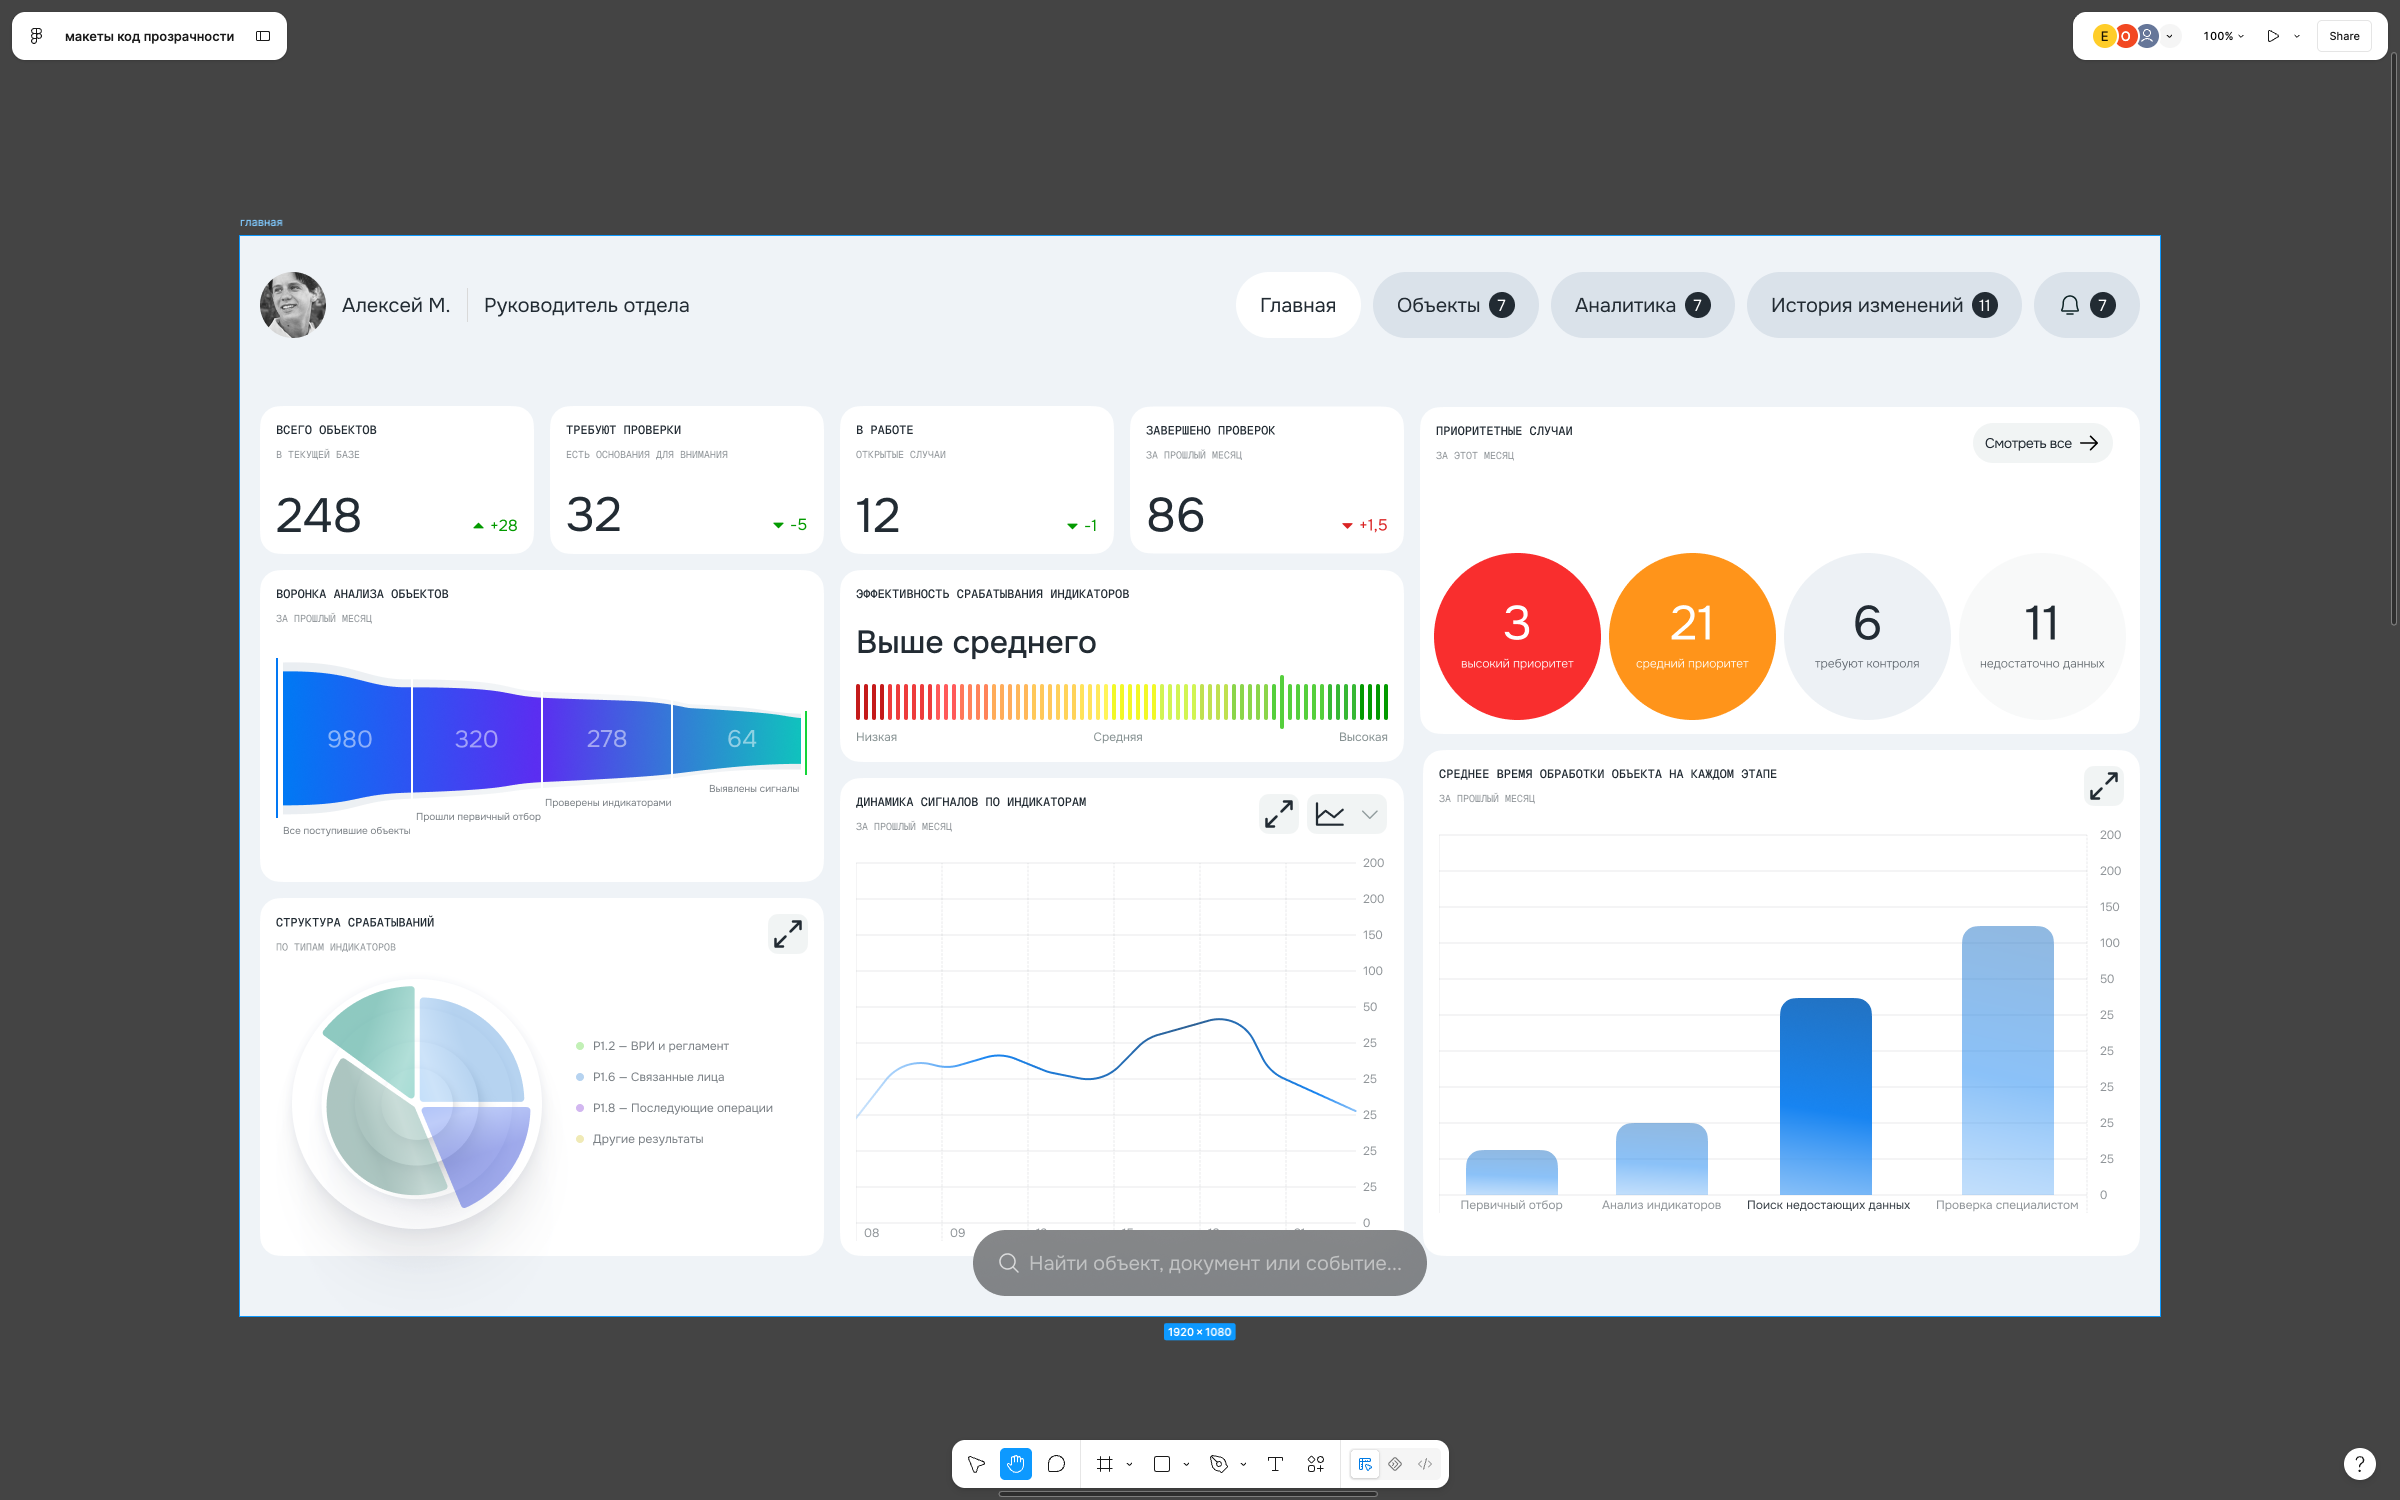 макеты код прозрачности
E
O
100%
Share
главная
Алексей М.
Руководитель отдела
Главная
Объекты 7
Аналитика 7
История изменений 11
7
ВСЕГО ОБЪЕКТОВ
В ТЕКУЩЕЙ БАЗЕ
248
+28
ТРЕБУЮТ ПРОВЕРКИ
ЕСТЬ ОСНОВАНИЯ ДЛЯ ВНИМАНИЯ
32
-5
В РАБОТЕ
ОТКРЫТЫЕ СЛУЧАИ
12
-1
ЗАВЕРШЕНО ПРОВЕРОК
ЗА ПРОШЛЫЙ МЕСЯЦ
86
+1,5
ПРИОРИТЕТНЫЕ СЛУЧАИ
ЗА ЭТОТ МЕСЯЦ
Смотреть все
3
высокий приоритет
21
средний приоритет
6
требуют контроля
11
недостаточно данных
ВОРОНКА АНАЛИЗА ОБЪЕКТОВ
ЗА ПРОШЛЫЙ МЕСЯЦ
980
320
278
64
Все поступившие объекты
Прошли первичный отбор
Проверены индикаторами
Выявлены сигналы
ЭФФЕКТИВНОСТЬ СРАБАТЫВАНИЯ ИНДИКАТОРОВ
Выше среднего
Низкая
Средняя
Высокая
СТРУКТУРА СРАБАТЫВАНИЙ
ПО ТИПАМ ИНДИКАТОРОВ
P1.2 — ВРИ и регламент
P1.6 — Связанные лица
P1.8 — Последующие операции
Другие результаты
ДИНАМИКА СИГНАЛОВ ПО ИНДИКАТОРАМ
ЗА ПРОШЛЫЙ МЕСЯЦ
200
200
150
100
50
25
25
25
25
25
0
08
09
СРЕДНЕЕ ВРЕМЯ ОБРАБОТКИ ОБЪЕКТА НА КАЖДОМ ЭТАПЕ
ЗА ПРОШЛЫЙ МЕСЯЦ
200
200
150
100
50
25
25
25
25
25
0
Первичный отбор
Анализ индикаторов
Поиск недостающих данных
Проверка специалистом
Найти объект, документ или событие...
1920 × 1080
?